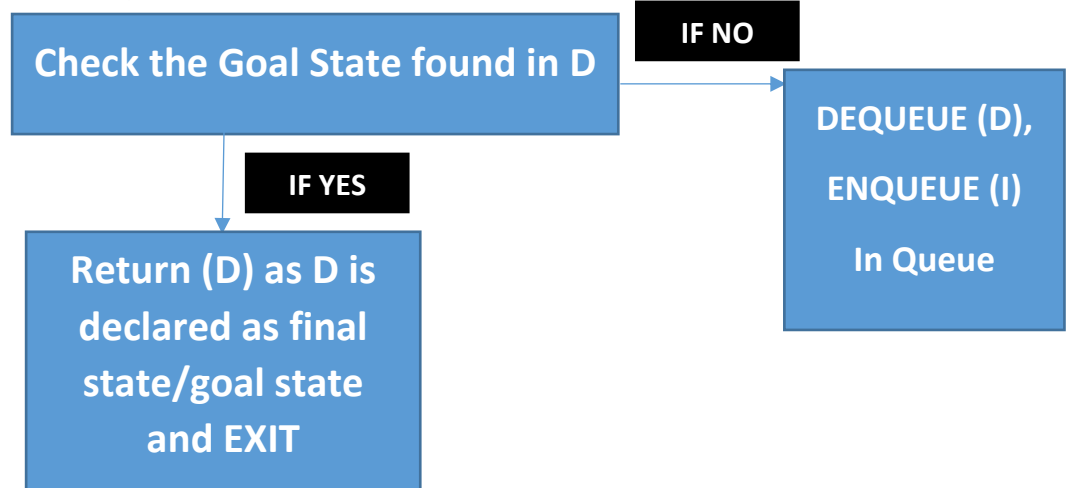 Check the Goal State found in D
IF NO
DEQUEUE (D),
ENQUEUE (I)
In Queue
IF YES
Return (D) as D is
declared as final
state/goal state
and EXIT